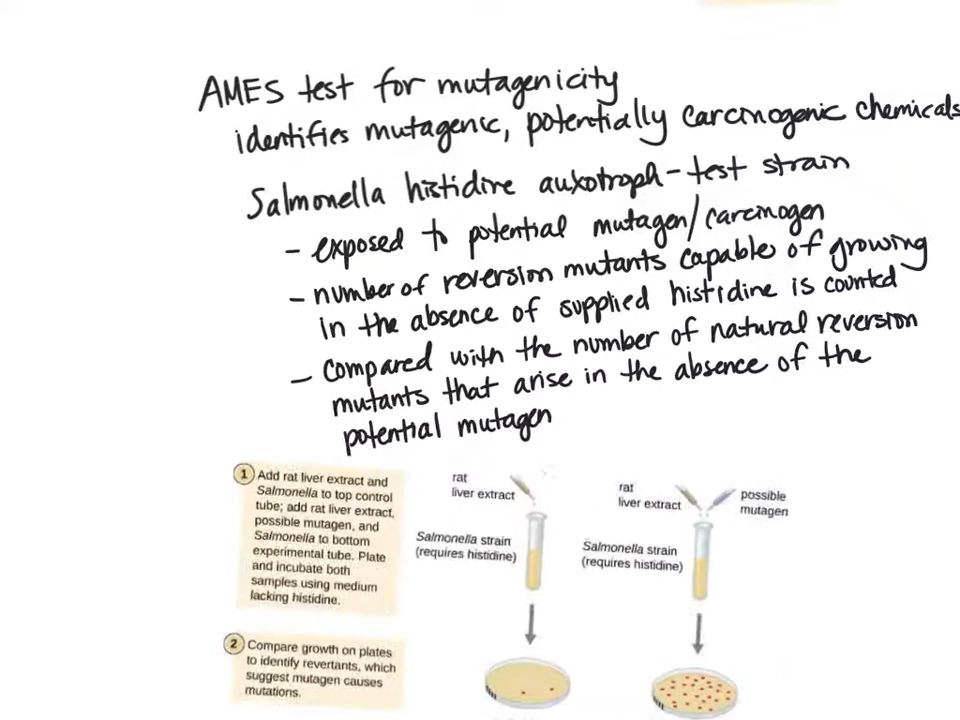 AMES test for mutagenicity
identifies mutagenic, potentially carcinogenic chemicals
Salmonella histidine auxotroph - test strain
- exposed to potential mutagen/carcinogen
- number of reversion mutants capable of growing
in the absence of supplied histidine is counted
- compared with the number of natural reversion
mutants that arise in the absence of the
potential mutagen
1 Add rat liver extract and
Salmonella to top control
tube; add rat liver extract,
possible mutagen, and
Salmonella to bottom
experimental tube. Plate
and incubate both
samples using medium
lacking histidine.
rat
liver extract
Salmonella strain
(requires histidine)
rat
liver extract
possible
mutagen
Salmonella strain
(requires histidine)
2 Compare growth on plates
to identify revertants, which
suggest mutagen causes
mutations.